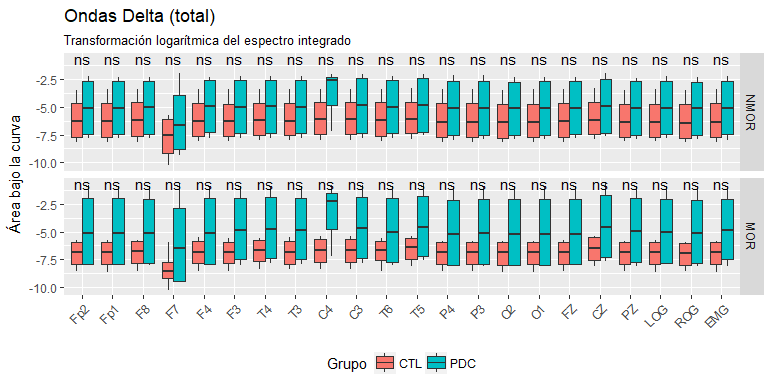 Ondas Delta (total)
Transformación logarítmica del espectro integrado
ns ns ns ns ns ns ns ns ns ns ns ns ns ns ns ns ns ns ns ns ns ns
-2.5
-5.0
-7.5
-10.0
NMOR
ns ns ns ns ns ns ns ns ns ns ns ns ns ns ns ns ns ns ns ns ns ns
-2.5
-5.0
-7.5
-10.0
MOR
Área bajo la curva
Fp2 Fp1 F8 F7 F4 F3 T4 T3 C4 C3 T6 T5 P4 P3 O2 O1 FZ CZ PZ LOG ROG EMG
Grupo CTL PDC